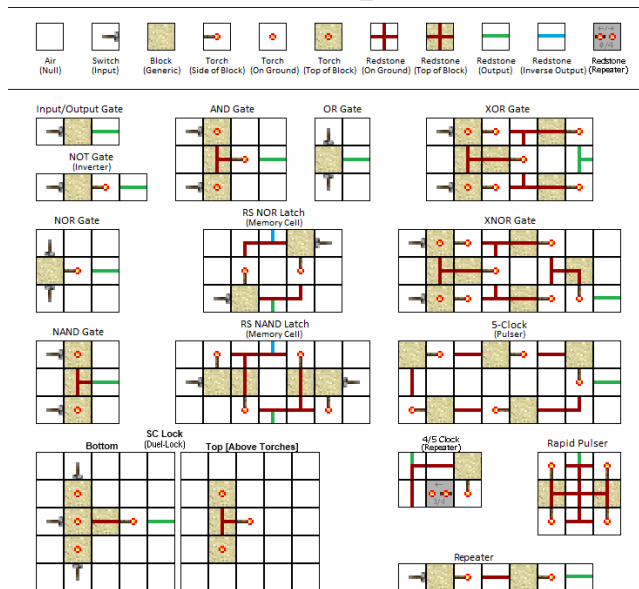 Air
(Null)
Switch
(Input)
Block
(Generic)
Torch
(Side of Block)
Torch
(On Ground)
Torch
(Top of Block)
Redstone
(On Ground)
Redstone
(Top of Block)
Redstone
(Output)
Redstone
(Inverse Output)
Redstone
(Repeater)
Input/Output Gate
AND Gate
OR Gate
XOR Gate
NOT Gate
(Inverter)
NOR Gate
RS NOR Latch
(Memory Cell)
XNOR Gate
NAND Gate
RS NAND Latch
(Memory Cell)
5-Clock
(Pulser)
SC Lock
(Duel-Lock)
Bottom
Top [Above Torches]
4/5 Clock
(Repeater)
Rapid Pulser
Repeater